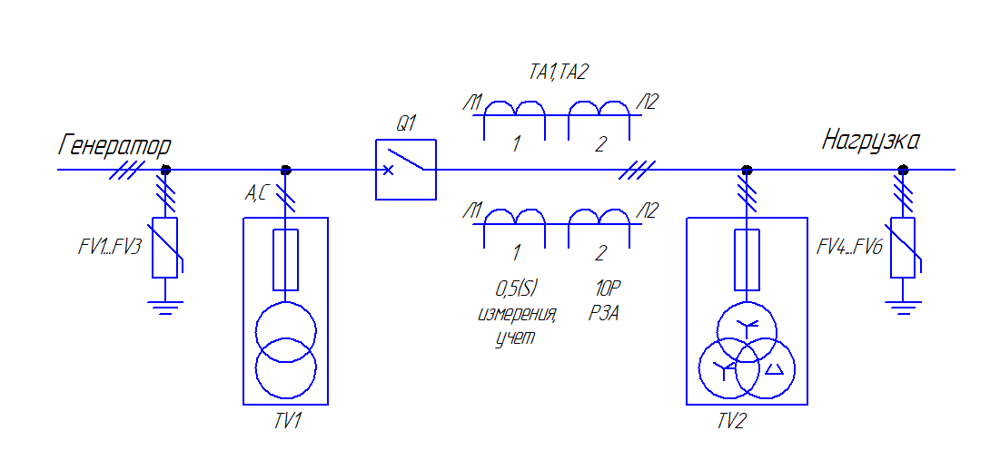 ТА1,ТА2
Л1
Л2
Q1
1
2
Генератор
Нагрузка
А,С
Л1
Л2
FV1...FV3
1
2
FV4...FV6
0,5(S)
измерения,
учет
10Р
РЗА
TV1
TV2